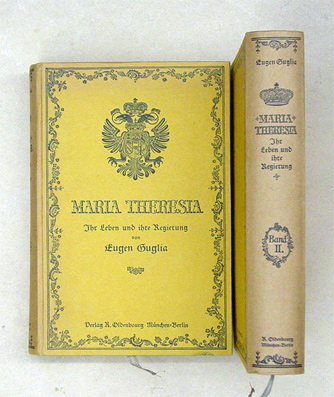 MARIA THERESIA
Ihr Leben und ihre Regierung
von
Eugen Guglia
Verlag R. Oldenbourg München-Berlin
Eugen Guglia
MARIA
THERESIA
Ihr
Leben und
ihre
Regierung
Band
II.
R. Oldenbourg
München-Berlin